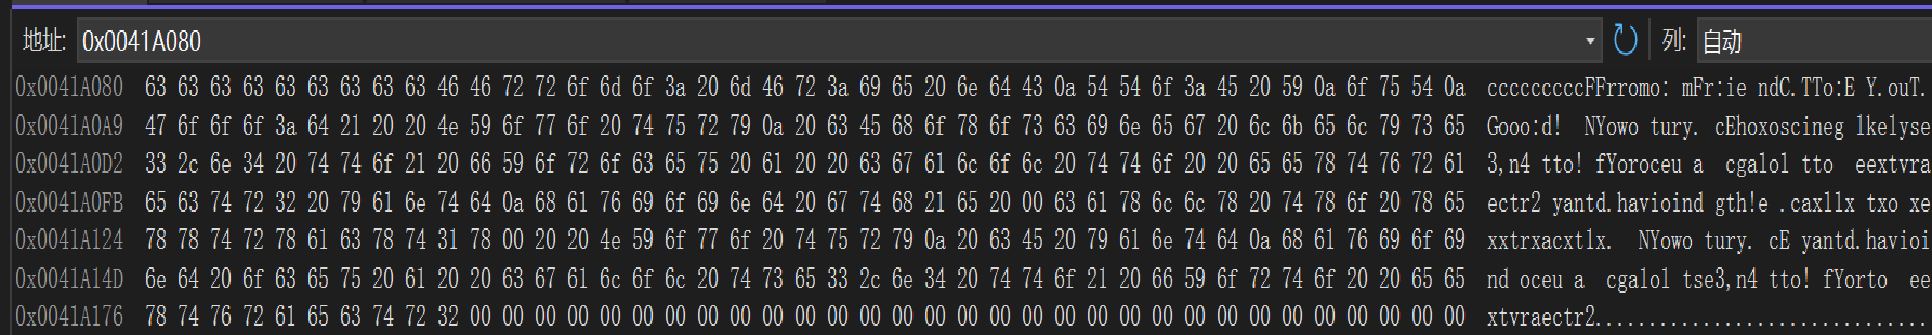 地址: 0x0041A080 列: 自动
0x0041A080 63 63 63 63 63 63 63 63 63 46 46 72 72 6f 6d 6f 3a 20 6d 46 72 3a 69 65 20 6e 64 43 0a 54 54 6f 3a 45 20 59 0a 6f 75 54 0a cccccccccFFrromo: mFr:ie ndC.TTo:E Y.ouT.
0x0041A0A9 47 6f 6f 6f 3a 64 21 20 20 4e 59 6f 77 6f 20 74 75 72 79 0a 20 63 45 68 6f 78 6f 73 63 69 6e 65 67 20 6c 6b 65 6c 79 73 65 Gooo:d!  NYowo tury. cEhoxoscineg lkelyse
0x0041A0D2 33 2c 6e 34 20 74 74 6f 21 20 66 59 6f 72 6f 63 65 75 20 61 20 20 63 67 61 6c 6f 6c 20 74 74 6f 20 20 65 65 78 74 76 72 61 3,n4 tto! fYoroceu a  cgalol tto  eextvra
0x0041A0FB 65 63 74 72 32 20 79 61 6e 74 64 0a 68 61 76 69 6f 69 6e 64 20 67 74 68 21 65 20 00 63 61 78 6c 6c 78 20 74 78 6f 20 78 65 ectr2 yantd.havioind gth!e .caxllx txo xe
0x0041A124 78 78 74 72 78 61 63 78 74 31 78 00 20 20 4e 59 6f 77 6f 20 74 75 72 79 0a 20 63 45 20 79 61 6e 74 64 0a 68 61 76 69 6f 69 xxtrxacxt1x.  NYowo tury. cE yantd.havioi
0x0041A14D 6e 64 20 6f 63 65 75 20 61 20 20 63 67 61 6c 6f 6c 20 74 73 65 33 2c 6e 34 20 74 74 6f 21 20 66 59 6f 72 74 6f 20 20 65 65 nd oceu a  cgalol tse3,n4 tto! fYorto  ee
0x0041A176 78 74 76 72 61 65 63 74 72 32 00 00 00 00 00 00 00 00 00 00 00 00 00 00 00 00 00 00 00 00 00 00 00 00 00 00 00 00 00 00 00 xtvraectr2...............................